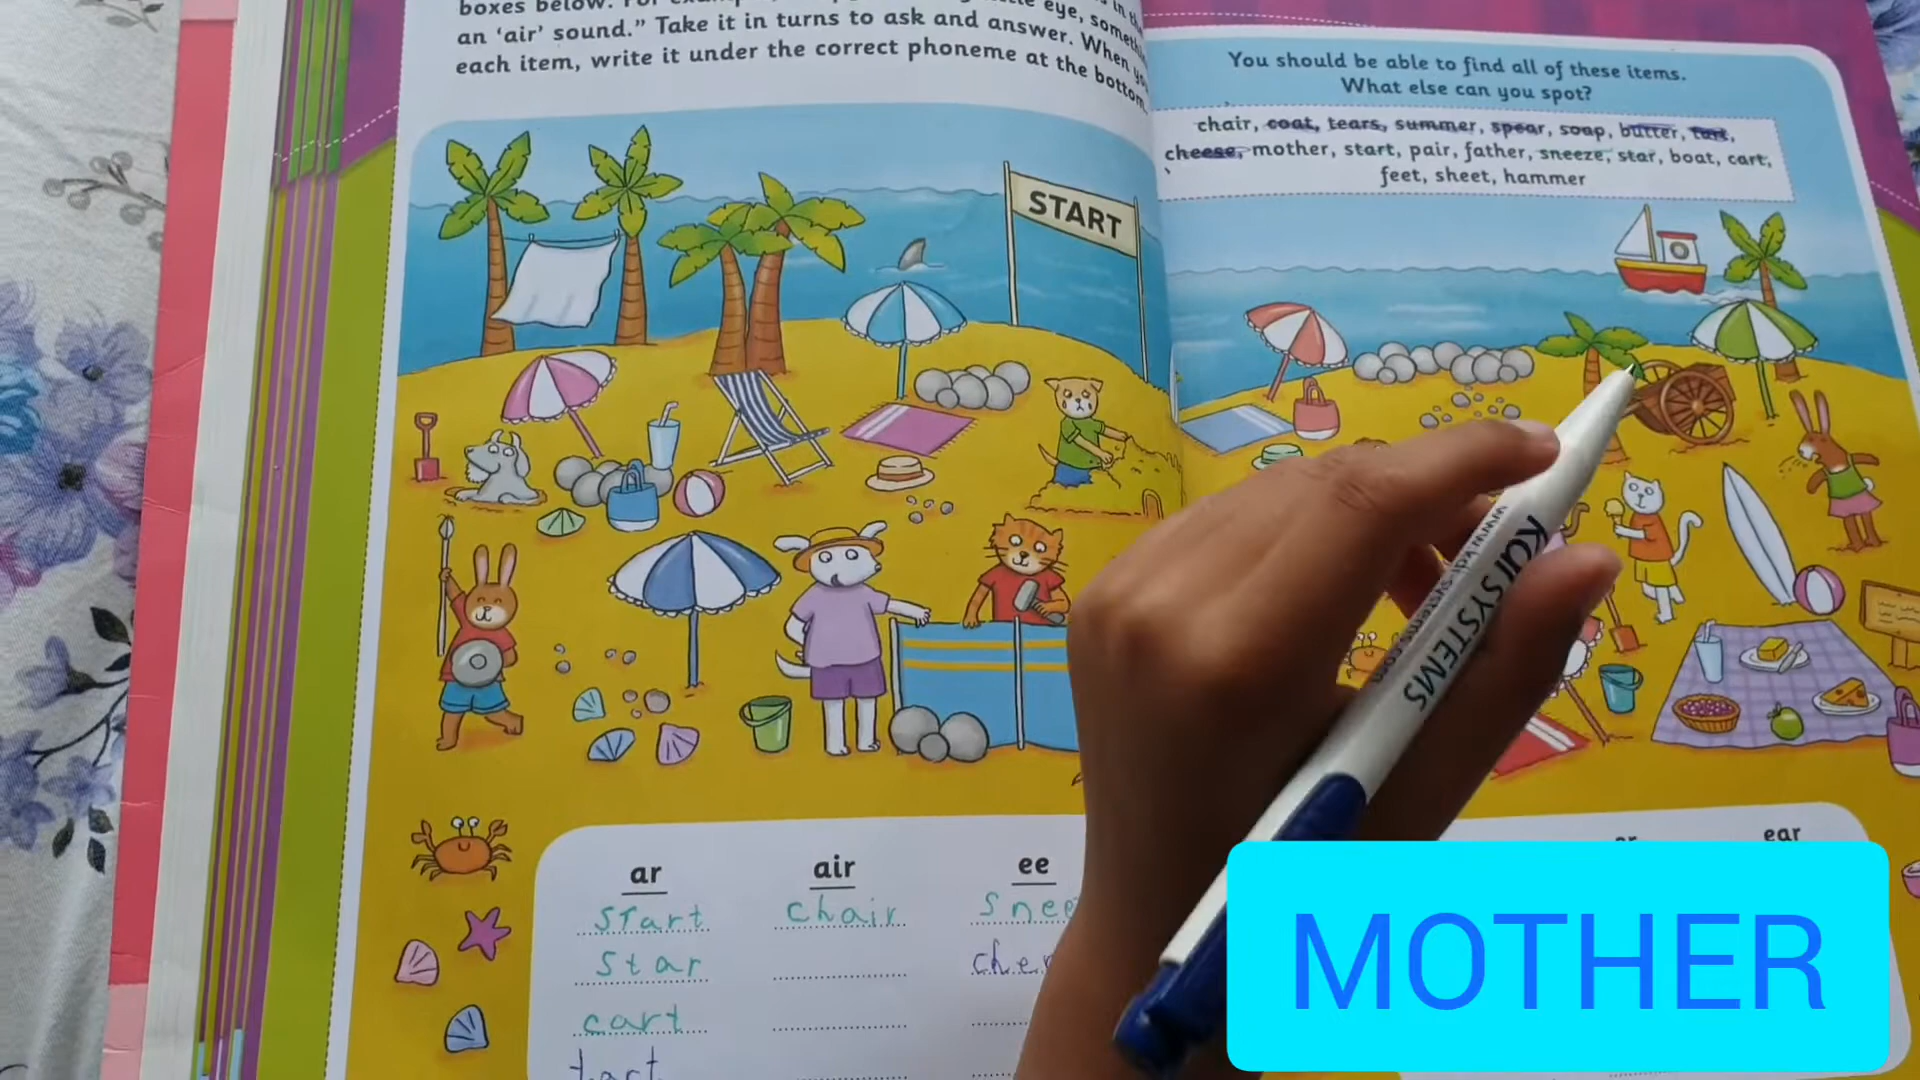 boxes below.
an ‘air’ sound.” Take it in turns to ask and answer. When you
each item, write it under the correct phoneme at the bottom
eye,
You should be able to find all of these items.
What else can you spot?
chair, coat, tears, summer, spear, soap, butter, tart,
cheese, mother, start, pair, father, sneeze, star, boat, cart,
feet, sheet, hammer
START
ar
start
star
cart
tart
air
chair
ee
ear
Kar SYSTEMS
MOTHER